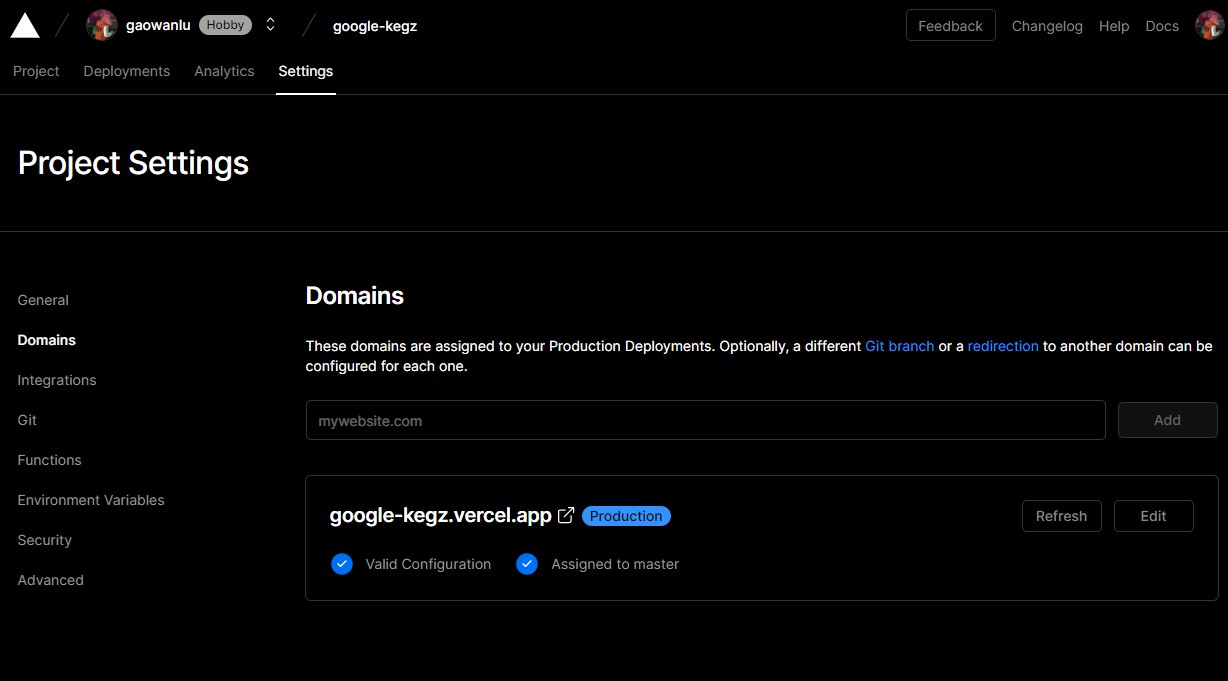 gaowanlu Hobby google-kegz Feedback Changelog Help Docs
Project Deployments Analytics Settings
Project Settings
General
Domains
Integrations
Git
Functions
Environment Variables
Security
Advanced
Domains
These domains are assigned to your Production Deployments. Optionally, a different Git branch or a redirection to another domain can be
configured for each one.
mywebsite.com Add
google-kegz.vercel.app Production Refresh Edit
Valid Configuration Assigned to master